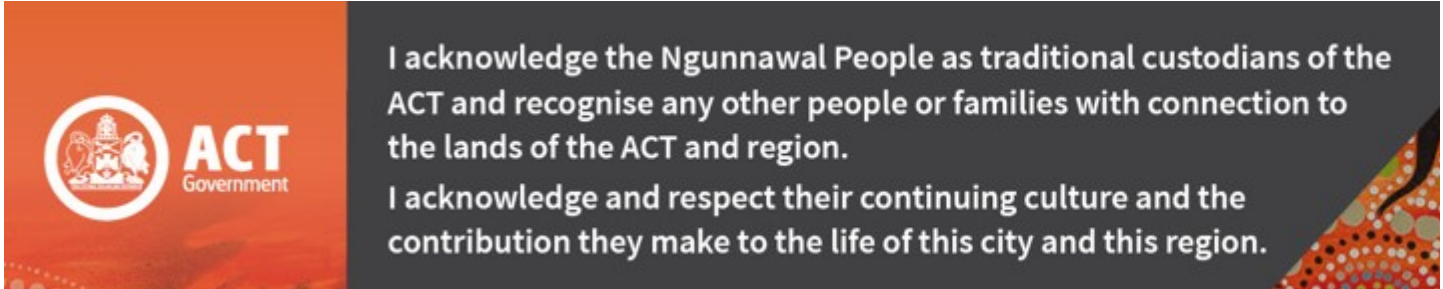 ACT
Government
I acknowledge the Ngunnawal People as traditional custodians of the
ACT and recognise any other people or families with connection to
the lands of the ACT and region.
I acknowledge and respect their continuing culture and the
contribution they make to the life of this city and this region.